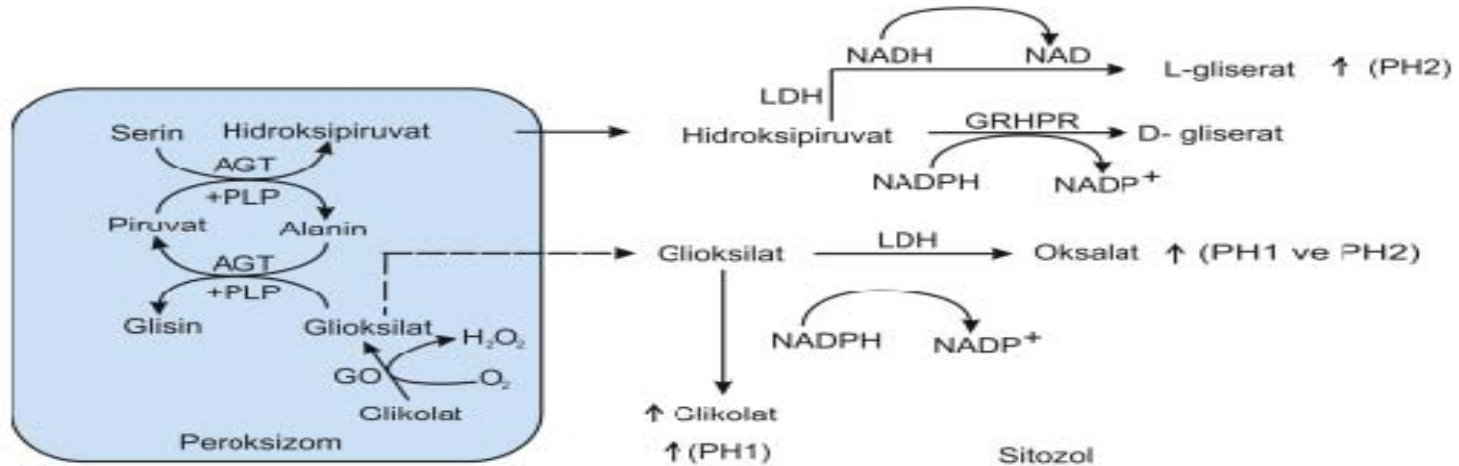 NADH NAD
L-gliserat ↑ (PH2)
LDH
Serin Hidroksipiruvat
Hidroksipiruvat GRHPR D- gliserat
AGT
+PLP
NADPH NADP+
Piruvat Alanin
LDH
Glioksilat Oksalat ↑ (PH1 ve PH2)
AGT
+PLP
Glisin Glioksilat
H2O2
NADPH NADP+
GO O2
Glikolat
↑ Glikolat
↑ (PH1)
Peroksizom
Sitozol